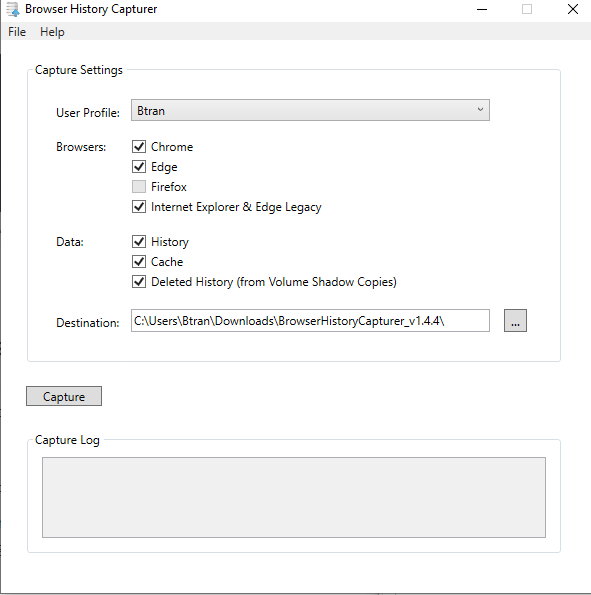 Browser History Capturer
File Help
Capture Settings
User Profile: Btran
Browsers: Chrome
Edge
Firefox
Internet Explorer & Edge Legacy
Data: History
Cache
Deleted History (from Volume Shadow Copies)
Destination: C:\Users\Btran\Downloads\BrowserHistoryCapturer_v1.4.4\ ...
Capture
Capture Log